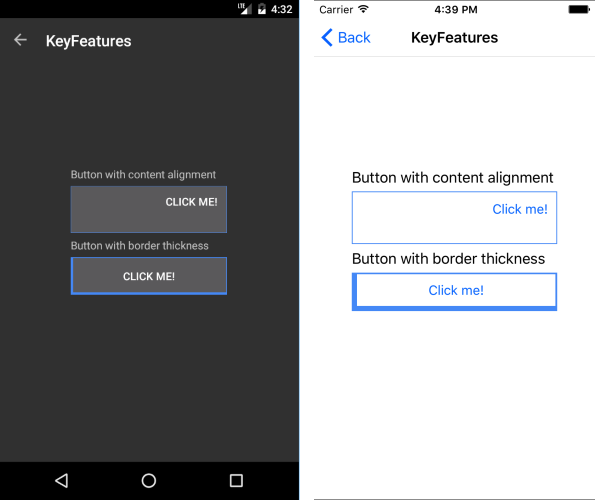 LTE 4:32
KeyFeatures
Button with content alignment
CLICK ME!
Button with border thickness
CLICK ME!
Carrier 4:39 PM
Back KeyFeatures
Button with content alignment
Click me!
Button with border thickness
Click me!